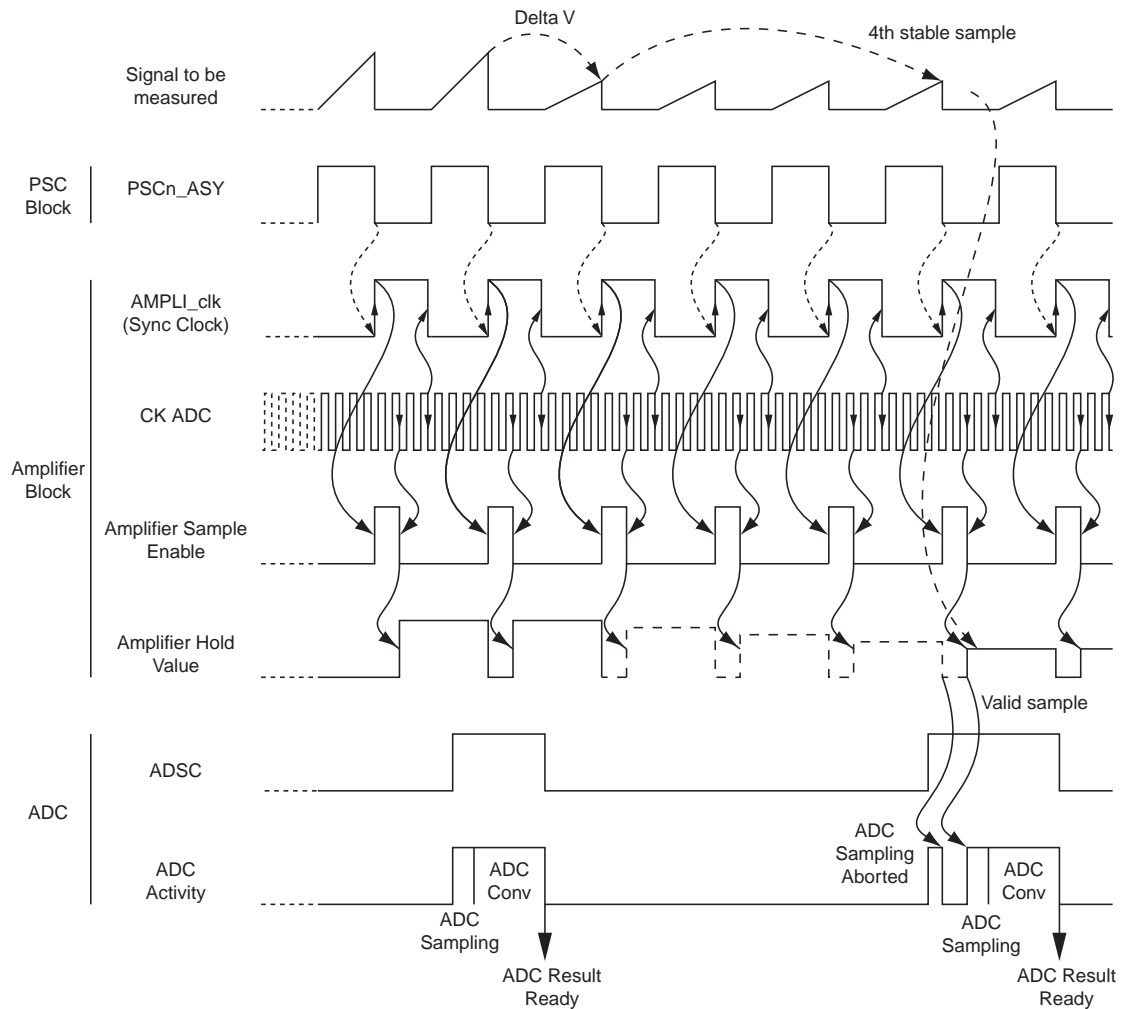 Delta V
4th stable sample
Signal to be
measured
PSC
Block
PSCn_ASY
AMPLI_clk
(Sync Clock)
CK ADC
Amplifier
Block
Amplifier Sample
Enable
Amplifier Hold
Value
Valid sample
ADSC
ADC
ADC
Activity
ADC
Conv
ADC
Sampling
ADC Result
Ready
ADC
Sampling
Aborted
ADC
Conv
ADC
Sampling
ADC Result
Ready